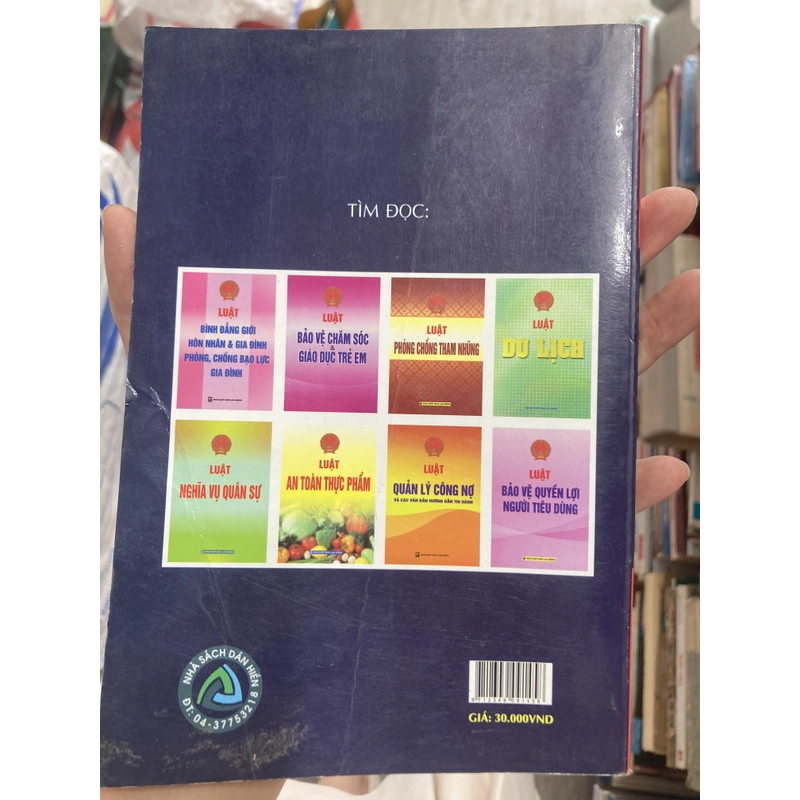 TÌM ĐỌC:
LUẬT
BÌNH ĐẲNG GIỚI
HÔN NHÂN & GIA ĐÌNH
PHÒNG, CHỐNG BẠO LỰC
GIA ĐÌNH
LUẬT
BẢO VỆ CHĂM SÓC
&
GIÁO DỤC TRẺ EM
LUẬT
PHÒNG CHỐNG THAM NHŨNG
LUẬT
DU LỊCH
LUẬT
NGHĨA VỤ QUÂN SỰ
LUẬT
AN TOÀN THỰC PHẨM
LUẬT
QUẢN LÝ CÔNG NỢ
VÀ CÁC VĂN BẢN HƯỚNG DẪN THI HÀNH
LUẬT
BẢO VỆ QUYỀN LỢI
NGƯỜI TIÊU DÙNG
NHÀ SÁCH DÂN HIỀN
ĐT: 04-37753218
GIÁ: 30.000VND